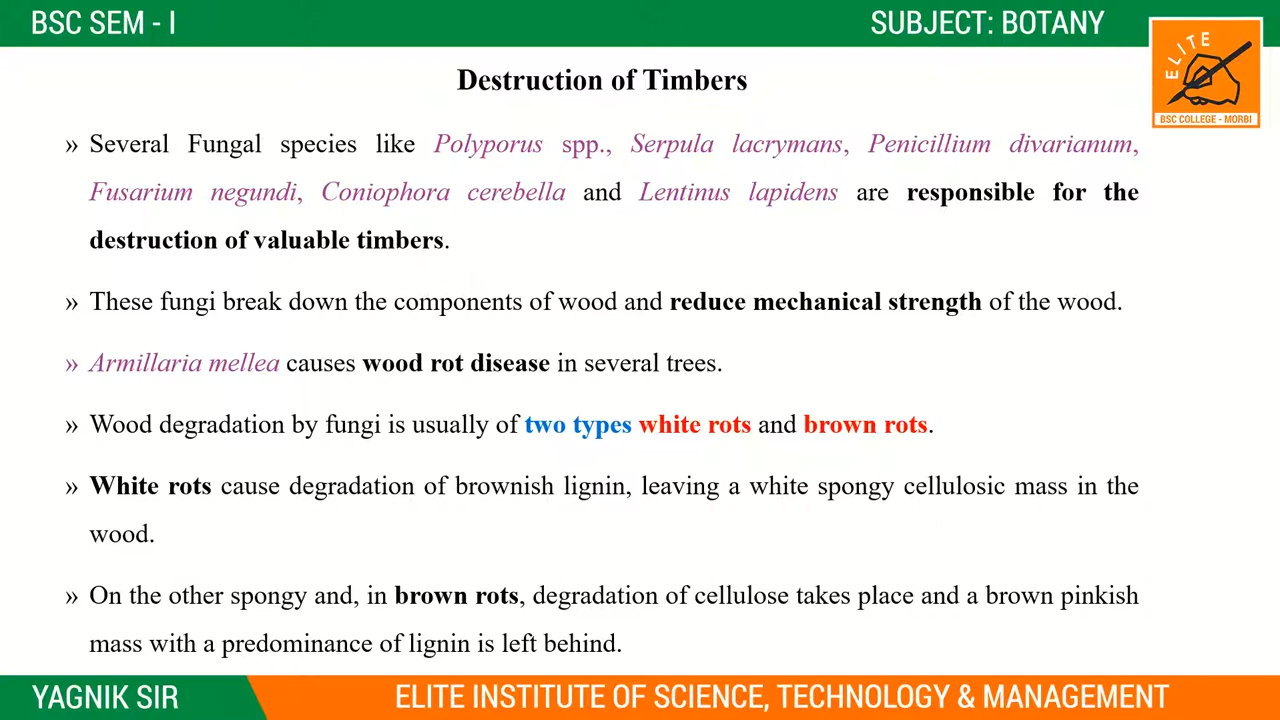 BSC SEM - I
SUBJECT: BOTANY
ELITE
BSC COLLEGE - MORBI
Destruction of Timbers
» Several Fungal species like Polyporus spp., Serpula lacrymans, Penicillium divarianum,
Fusarium negundi, Coniophora cerebella and Lentinus lapidens are responsible for the
destruction of valuable timbers.
» These fungi break down the components of wood and reduce mechanical strength of the wood.
» Armillaria mellea causes wood rot disease in several trees.
» Wood degradation by fungi is usually of two types white rots and brown rots.
» White rots cause degradation of brownish lignin, leaving a white spongy cellulosic mass in the
wood.
» On the other spongy and, in brown rots, degradation of cellulose takes place and a brown pinkish
mass with a predominance of lignin is left behind.
YAGNIK SIR
ELITE INSTITUTE OF SCIENCE, TECHNOLOGY & MANAGEMENT